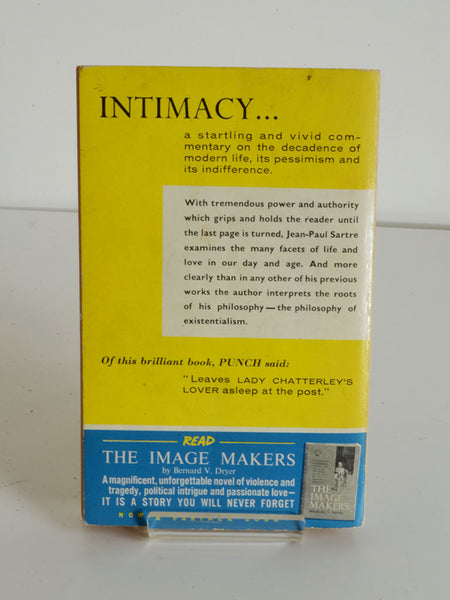 INTIMACY...
a startling and vivid com-
mentary on the decadence of
modern life, its pessimism and
its indifference.
With tremendous power and authority
which grips and holds the reader until
the last page is turned, Jean-Paul Sartre
examines the many facets of life and
love in our day and age. And more
clearly than in any other of his previous
works the author interprets the roots
of his philosophy — the philosophy of
existentialism.
Of this brilliant book, PUNCH said:
"Leaves LADY CHATTERLEY'S
LOVER asleep at the post."
READ
THE IMAGE MAKERS
by Bernard V. Dryer
A magnificent, unforgettable novel of violence and
tragedy, political intrigue and passionate love—
IT IS A STORY YOU WILL NEVER FORGET
THE
IMAGE
MAKERS